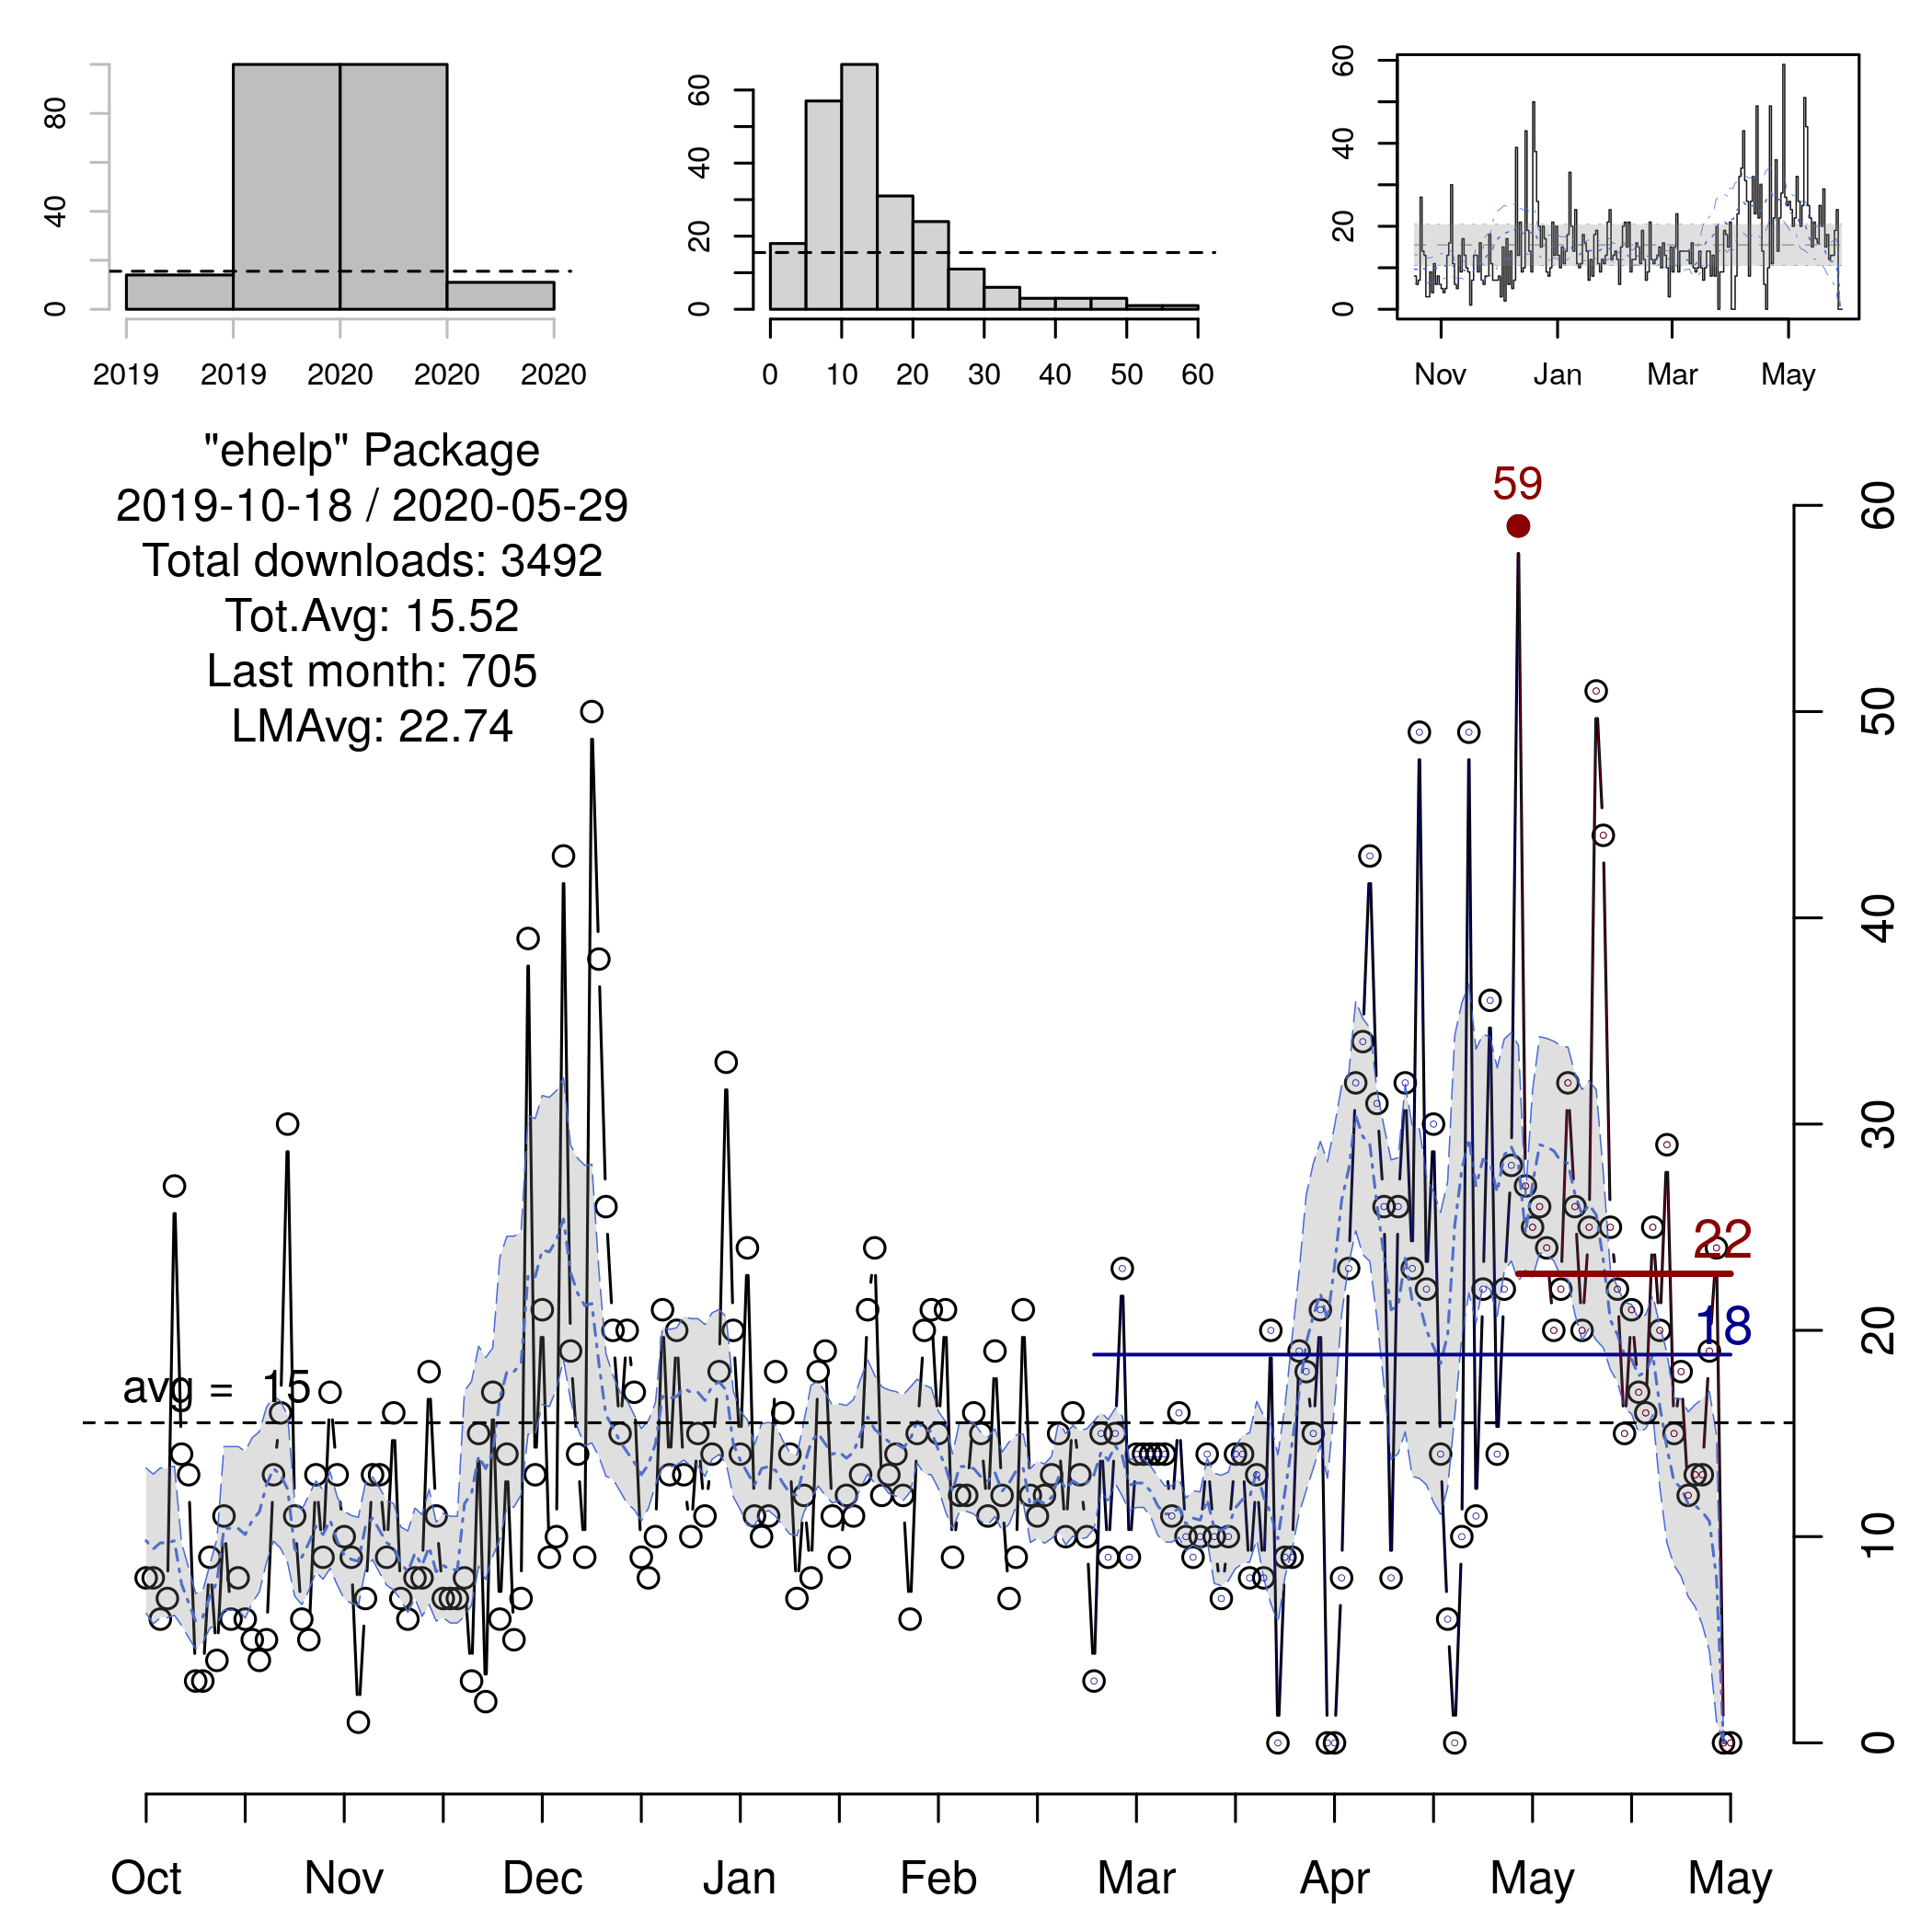 80
40
0
2019 2019 2020 2020 2020
60
40
20
0
0 10 20 30 40 50 60
60
40
20
0
Nov Jan Mar May
"ehelp" Package
2019-10-18 / 2020-05-29
Total downloads: 3492
Tot.Avg: 15.52
Last month: 705
LMAvg: 22.74
59
22
18
avg = 15
60
50
40
30
20
10
0
Oct Nov Dec Jan Feb Mar Apr May May